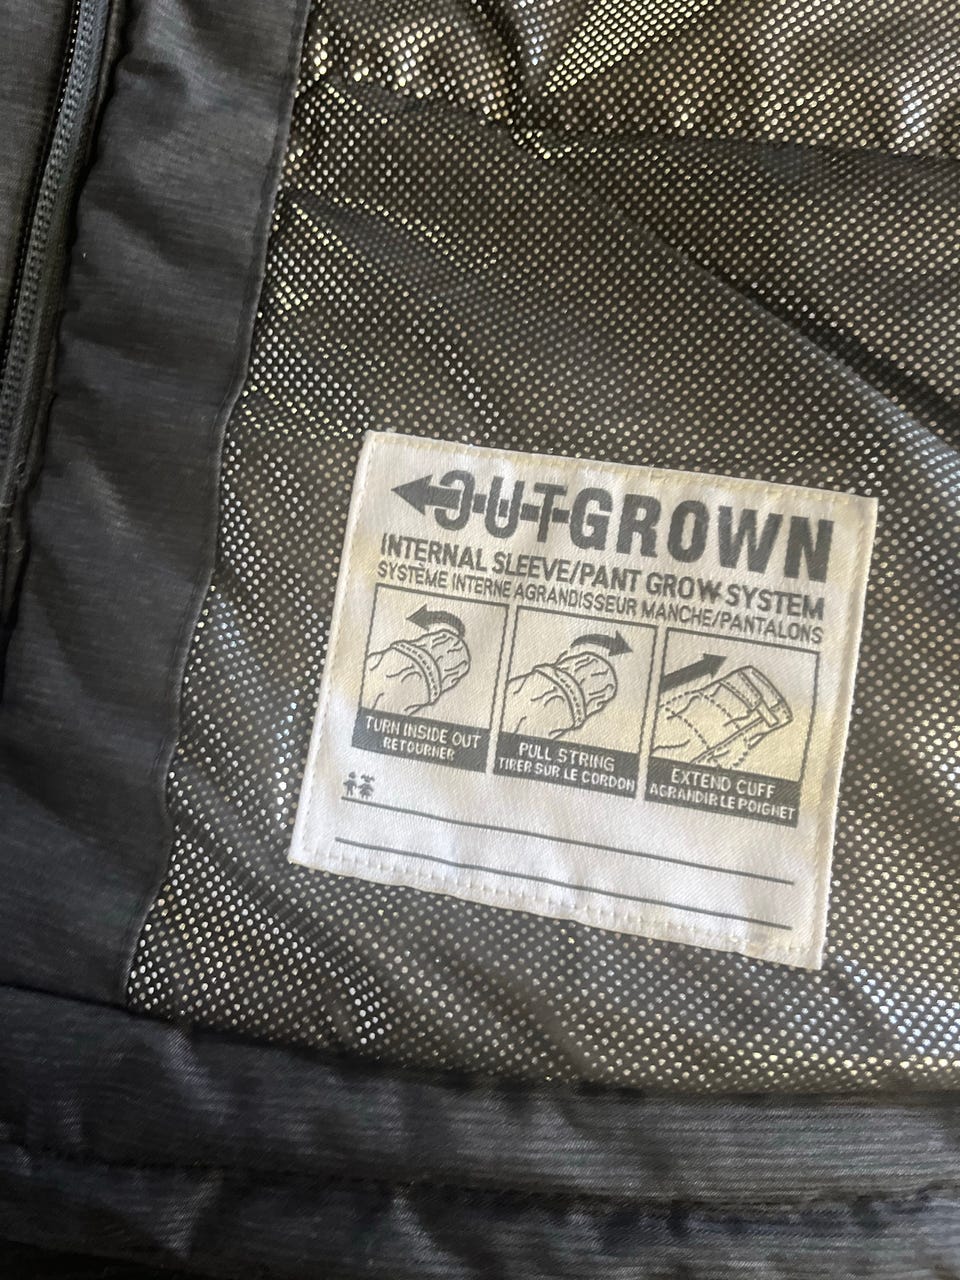 OUTGROWN
INTERNAL SLEEVE/PANT GROW SYSTEM
SYSTÈME INTERNE AGRANDISSEUR MANCHE/PANTALONS
TURN INSIDE OUT
RETOURNER
PULL STRING
TIRER SUR LE CORDON
EXTEND CUFF
AGRANDIR LE POIGNET